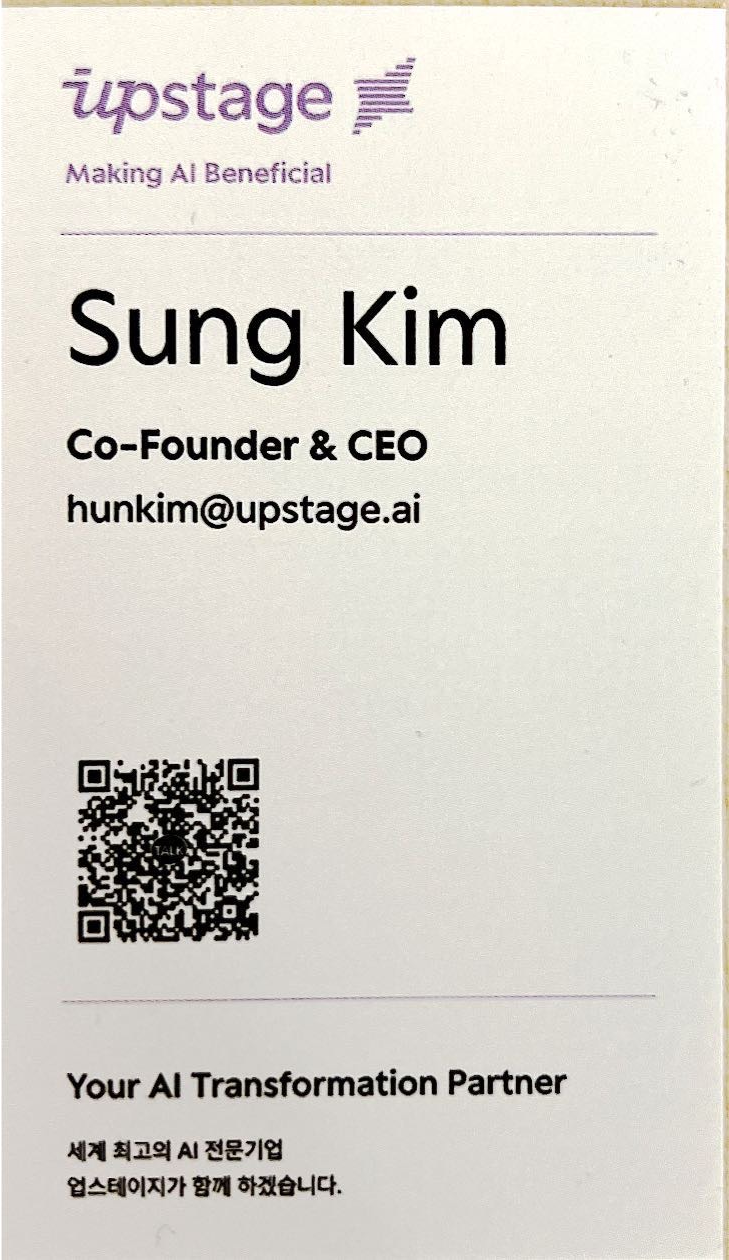 upstage
Making AI Beneficial
Sung Kim
Co-Founder & CEO
hunkim@upstage.ai
TALK
Your AI Transformation Partner
세계 최고의 AI 전문기업
업스테이지가 함께 하겠습니다.